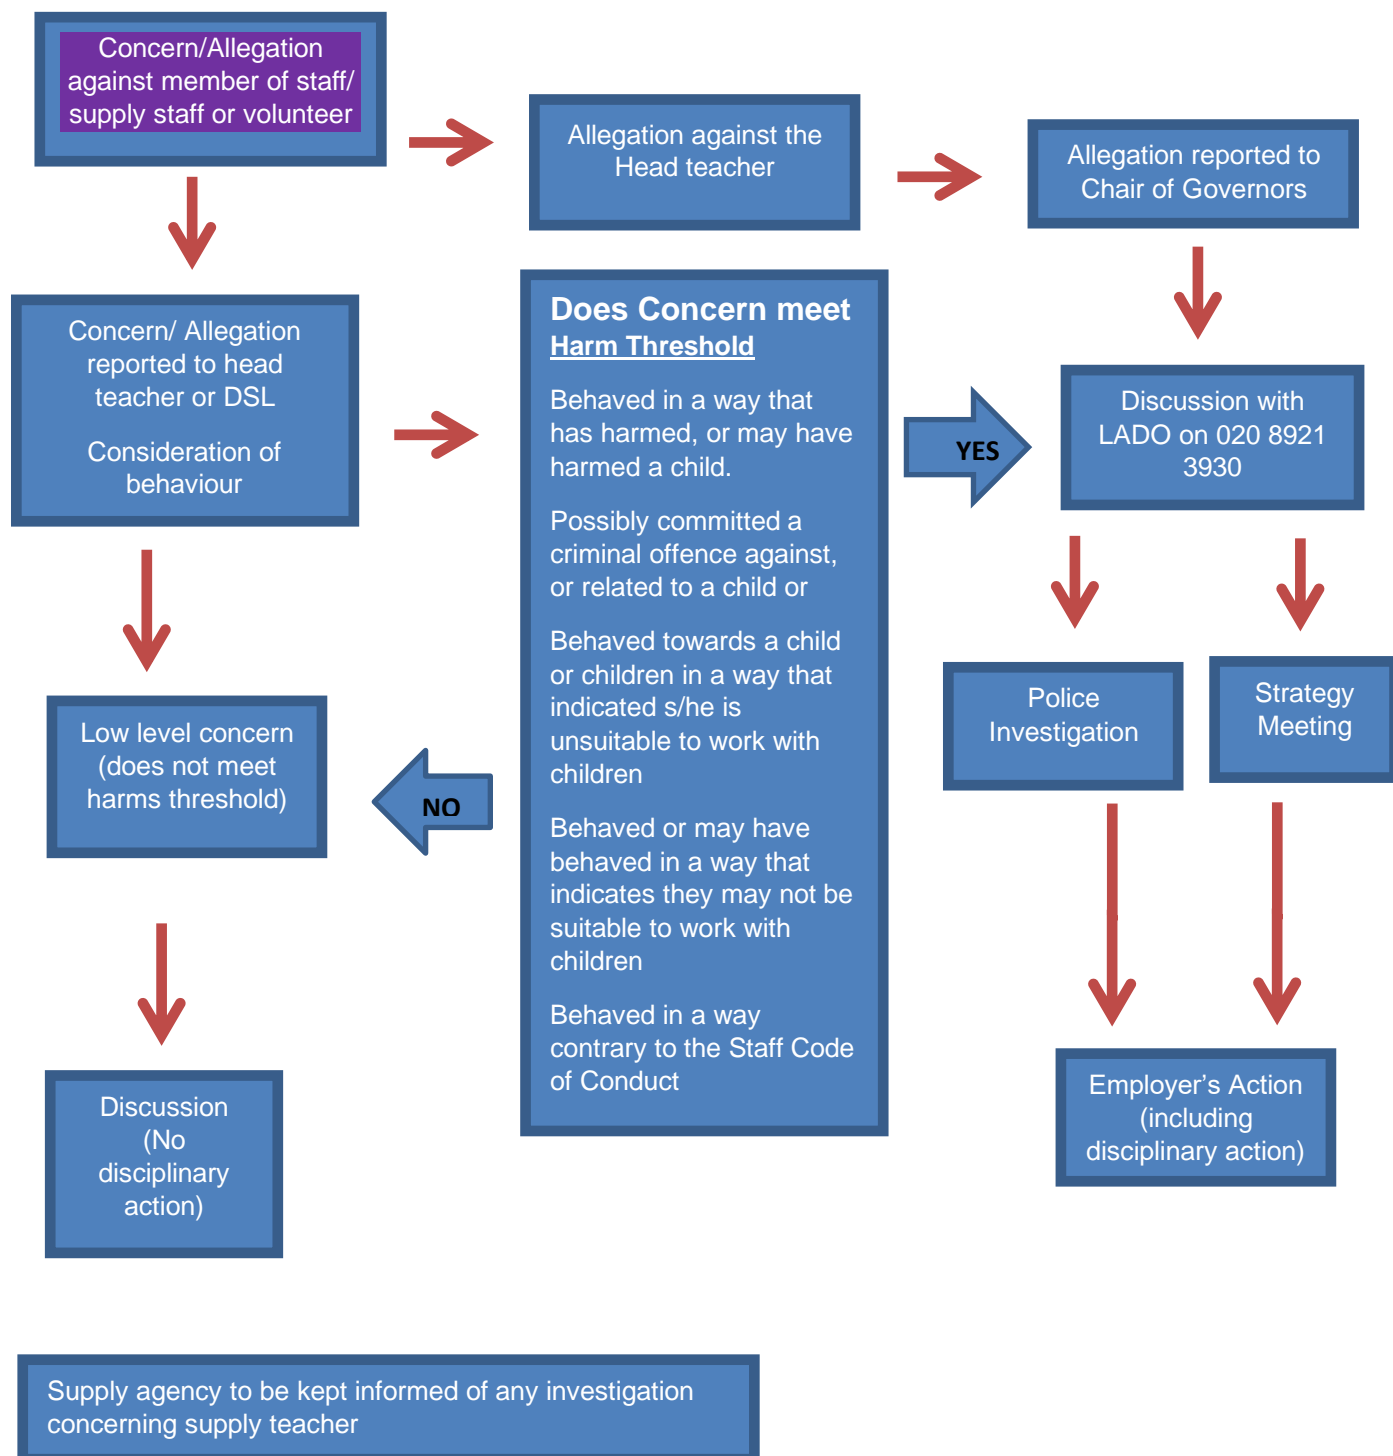 Concern/Allegation
against member of staff/
supply staff or volunteer
Allegation against the
Head teacher
Allegation reported to
Chair of Governors
Concern/ Allegation
reported to head
teacher or DSL
Consideration of
behaviour
Does Concern meet
Harm Threshold
Behaved in a way that
has harmed, or may have
harmed a child.
Possibly committed a
criminal offence against,
or related to a child or
Behaved towards a child
or children in a way that
indicated s/he is
unsuitable to work with
children
Behaved or may have
behaved in a way that
indicates they may not be
suitable to work with
children
Behaved in a way
contrary to the Staff Code
of Conduct
YES
Discussion with
LADO on 020 8921
3930
Police
Investigation
Strategy
Meeting
Low level concern
(does not meet
harms threshold)
NO
Discussion
(No
disciplinary
action)
Employer’s Action
(including
disciplinary action)
Supply agency to be kept informed of any investigation
concerning supply teacher